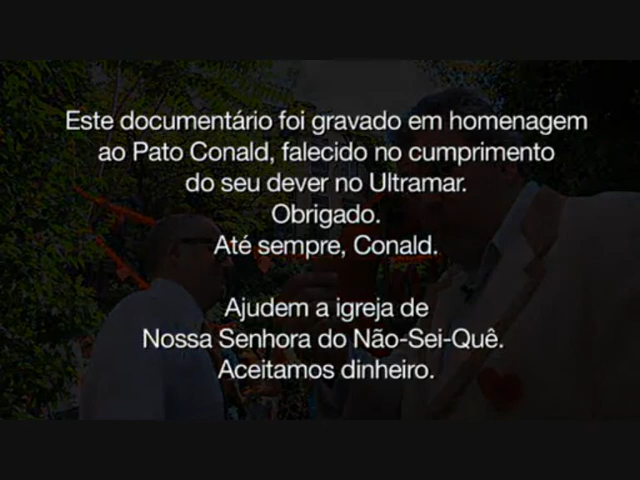 Este documentário foi gravado em homenagem
ao Pato Conald, falecido no cumprimento
do seu dever no Ultramar.
Obrigado.
Até sempre, Conald.
Ajudem a igreja de
Nossa Senhora do Não-Sei-Quê.
Aceitamos dinheiro.